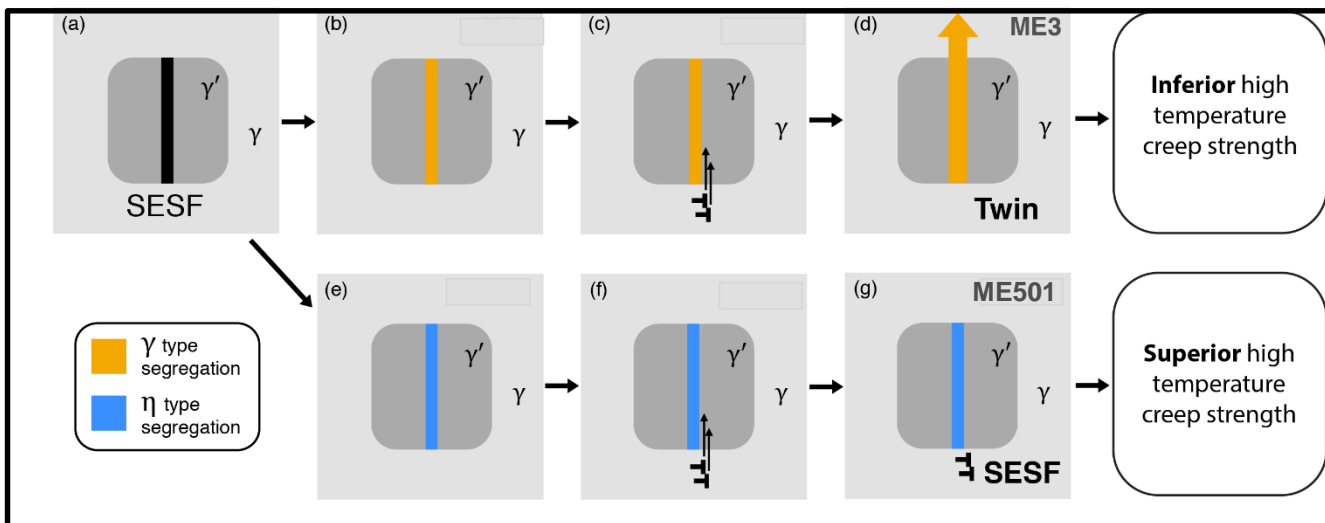 (a)
γ′
γ
SESF
(b)
γ′
γ
(c)
γ′
γ
(d)
ME3
γ′
γ
Twin
Inferior high
temperature
creep strength
γ type
segregation
η type
segregation
(e)
γ′
γ
(f)
γ′
γ
(g)
ME501
γ′
γ
SESF
Superior high
temperature
creep strength